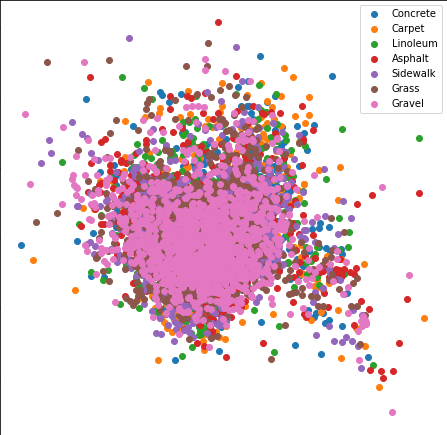 Concrete
Carpet
Linoleum
Asphalt
Sidewalk
Grass
Gravel